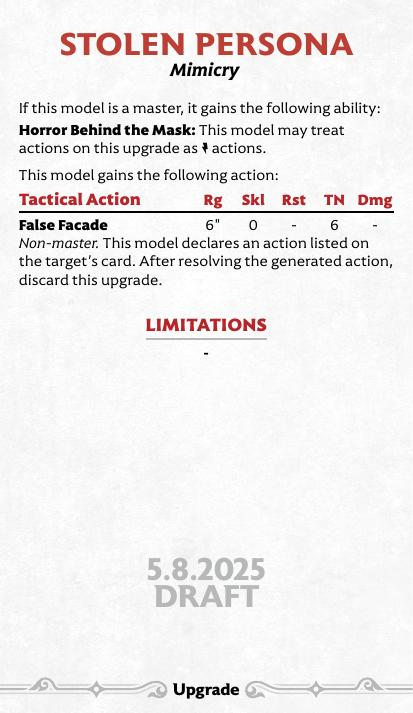 STOLEN PERSONA
Mimicry
If this model is a master, it gains the following ability:
Horror Behind the Mask: This model may treat
actions on this upgrade as actions.
This model gains the following action:
Tactical Action Rg Skl Rst TN Dmg
False Facade 6" 0 - 6 -
Non-master. This model declares an action listed on
the target's card. After resolving the generated action,
discard this upgrade.
LIMITATIONS
-
5.8.2025
DRAFT
Upgrade